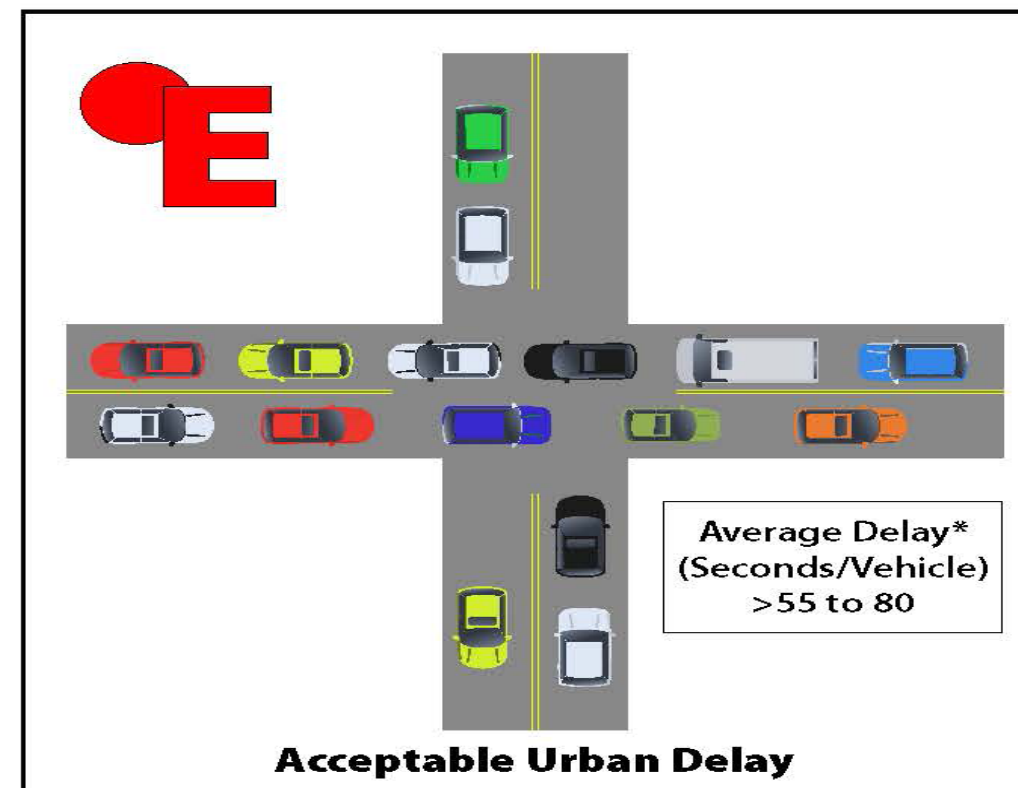 E
Average Delay*
(Seconds/Vehicle)
>55 to 80
Acceptable Urban Delay